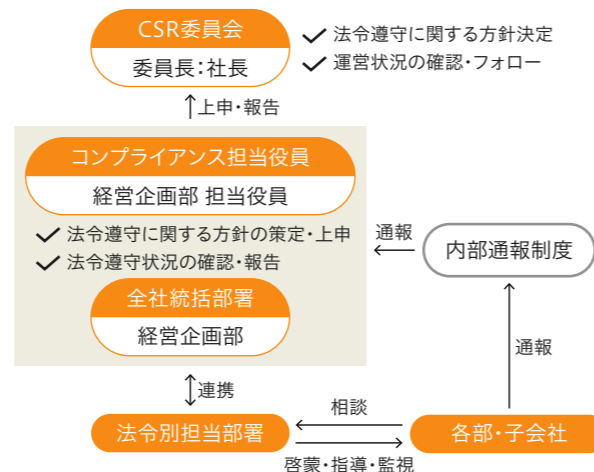 CSR委員会
委員長：社長
✓ 法令遵守に関する方針決定
✓ 運営状況の確認・フォロー
上申・報告
コンプライアンス担当役員
経営企画部 担当役員
✓ 法令遵守に関する方針の策定・上申
✓ 法令遵守状況の確認・報告
全社統括部署
経営企画部
通報
内部通報制度
通報
連携
法令別担当部署
相談
啓蒙・指導・監視
各部・子会社